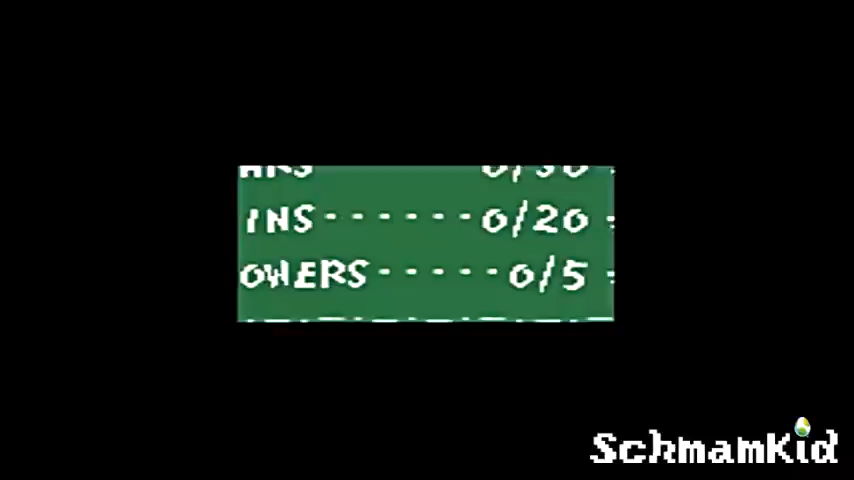 INS------0/20 =
OWERS-----0/5 =
SchmamKid